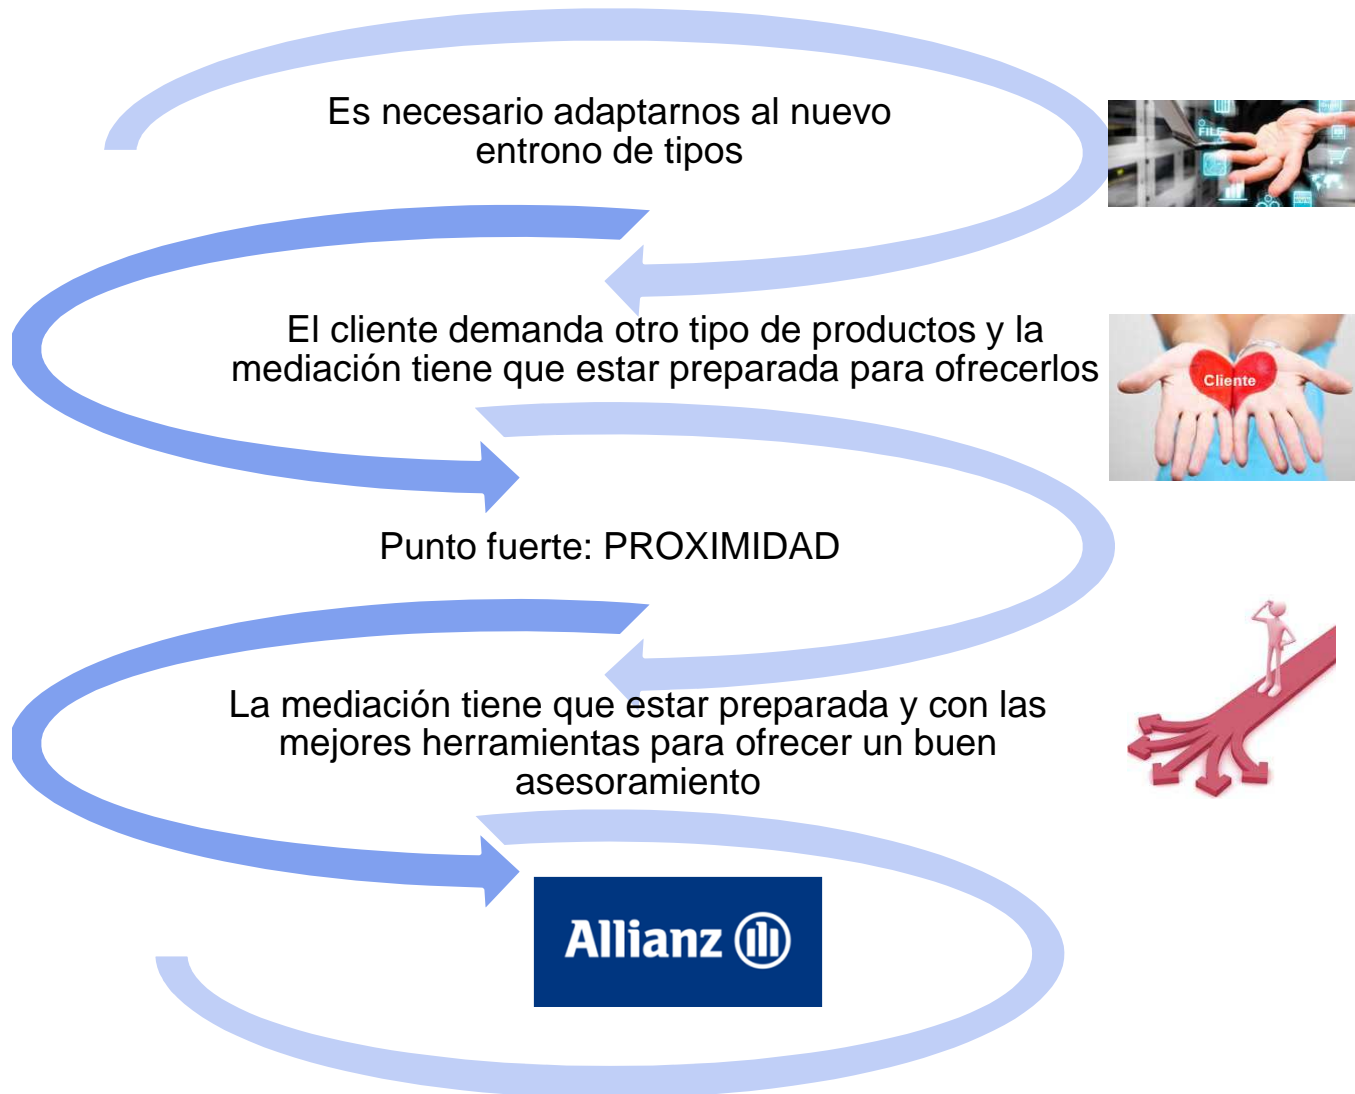 Es necesario adaptarnos al nuevo
entrono de tipos
FILE
El cliente demanda otro tipo de productos y la
mediación tiene que estar preparada para ofrecerlos
Cliente
Punto fuerte: PROXIMIDAD
La mediación tiene que estar preparada y con las
mejores herramientas para ofrecer un buen
asesoramiento
Allianz